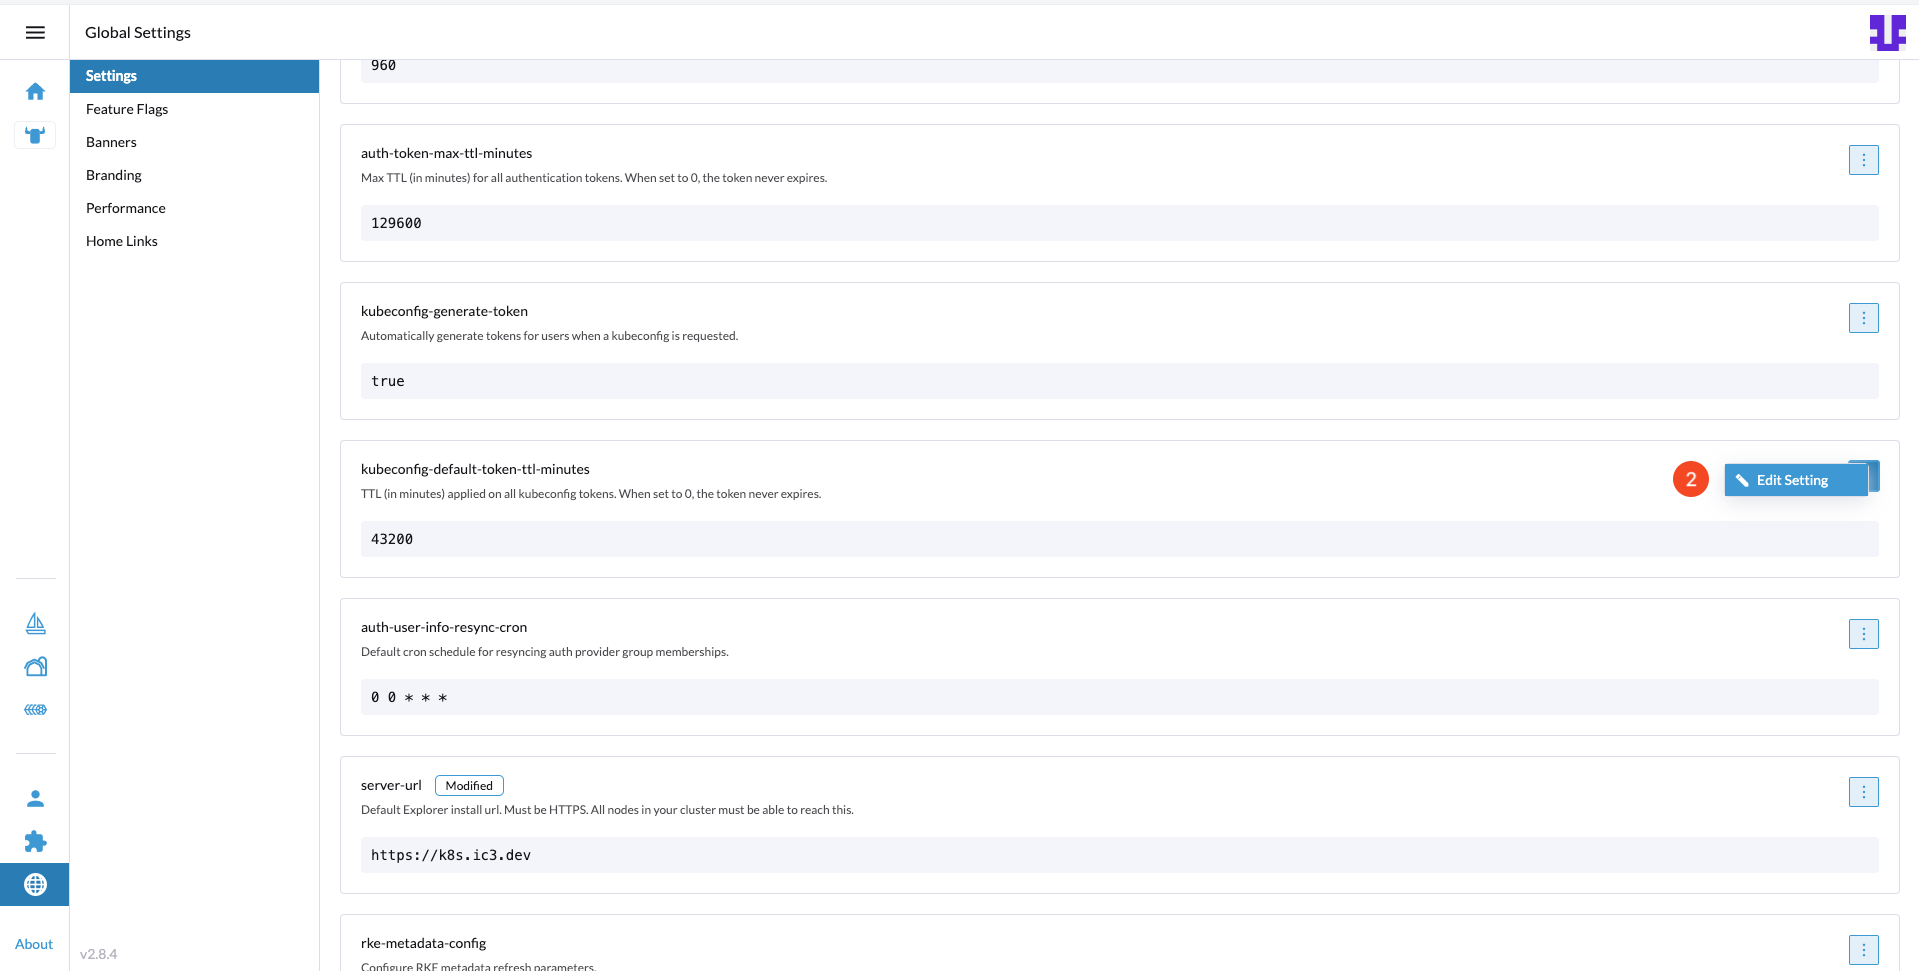 Global Settings
Settings
Feature Flags
Banners
Branding
Performance
Home Links
About
v2.8.4
960
auth-token-max-ttl-minutes
Max TTL (in minutes) for all authentication tokens. When set to 0, the token never expires.
129600
kubeconfig-generate-token
Automatically generate tokens for users when a kubeconfig is requested.
true
kubeconfig-default-token-ttl-minutes
TTL (in minutes) applied on all kubeconfig tokens. When set to 0, the token never expires.
2 Edit Setting
43200
auth-user-info-resync-cron
Default cron schedule for resyncing auth provider group memberships.
0 0 * * *
server-url Modified
Default Explorer install url. Must be HTTPS. All nodes in your cluster must be able to reach this.
https://k8s.ic3.dev
rke-metadata-config
Configure RKE metadata refresh parameters.